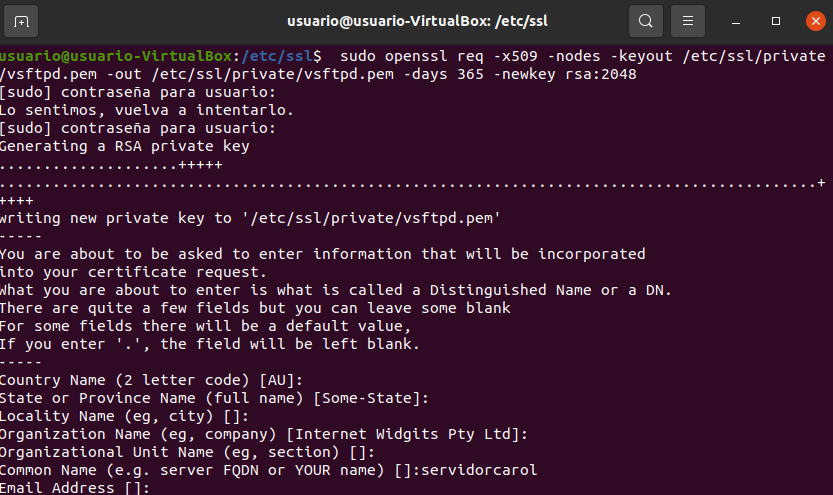 usuario@usuario-VirtualBox: /etc/ssl
usuario@usuario-VirtualBox:/etc/ssl$  sudo openssl req -x509 -nodes -keyout /etc/ssl/private
/vsftpd.pem -out /etc/ssl/private/vsftpd.pem -days 365 -newkey rsa:2048
[sudo] contraseña para usuario:
Lo sentimos, vuelva a intentarlo.
[sudo] contraseña para usuario:
Generating a RSA private key
....................+++++
............................................................................................+
++++
writing new private key to '/etc/ssl/private/vsftpd.pem'
-----
You are about to be asked to enter information that will be incorporated
into your certificate request.
What you are about to enter is what is called a Distinguished Name or a DN.
There are quite a few fields but you can leave some blank
For some fields there will be a default value,
If you enter '.', the field will be left blank.
-----
Country Name (2 letter code) [AU]:
State or Province Name (full name) [Some-State]:
Locality Name (eg, city) []:
Organization Name (eg, company) [Internet Widgits Pty Ltd]:
Organizational Unit Name (eg, section) []:
Common Name (e.g. server FQDN or YOUR name) []:servidorcarol
Email Address []: